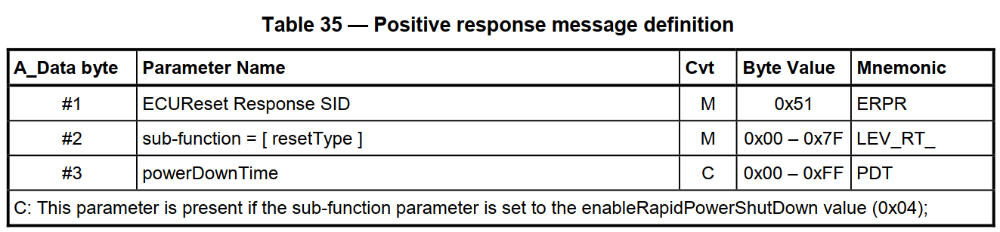 Table 35 — Positive response message definition
A_Data byte Parameter Name Cvt Byte Value Mnemonic
#1 ECUReset Response SID M 0x51 ERPR
#2 sub-function = [ resetType ] M 0x00 – 0x7F LEV_RT_
#3 powerDownTime C 0x00 – 0xFF PDT
C: This parameter is present if the sub-function parameter is set to the enableRapidPowerShutDown value (0x04);